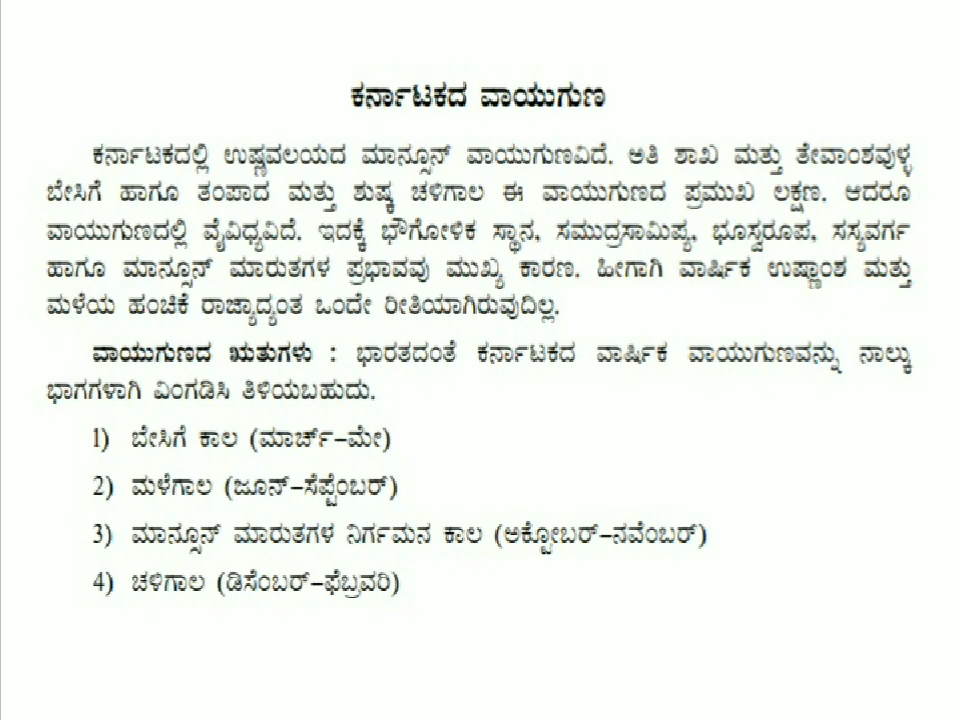 ಕರ್ನಾಟಕದ ವಾಯುಗುಣ
ಕರ್ನಾಟಕದಲ್ಲಿ ಉಷ್ಣವಲಯದ ಮಾನ್ಸೂನ್ ವಾಯುಗುಣವಿದೆ. ಅತಿ ಶಾಖ ಮತ್ತು ತೇವಾಂಶವುಳ್ಳ
ಬೇಸಿಗೆ ಹಾಗೂ ತಂಪಾದ ಮತ್ತು ಶುಷ್ಕ ಚಳಿಗಾಲ ಈ ವಾಯುಗುಣದ ಪ್ರಮುಖ ಲಕ್ಷಣ. ಆದರೂ
ವಾಯುಗುಣದಲ್ಲಿ ವೈವಿಧ್ಯವಿದೆ. ಇದಕ್ಕೆ ಭೌಗೋಳಿಕ ಸ್ಥಾನ, ಸಮುದ್ರಸಾಮಿಪ್ಯ, ಭೂಸ್ವರೂಪ, ಸಸ್ಯವರ್ಗ
ಹಾಗೂ ಮಾನ್ಸೂನ್ ಮಾರುತಗಳ ಪ್ರಭಾವವು ಮುಖ್ಯ ಕಾರಣ. ಹೀಗಾಗಿ ವಾರ್ಷಿಕ ಉಷ್ಣಾಂಶ ಮತ್ತು
ಮಳೆಯ ಹಂಚಿಕೆ ರಾಜ್ಯಾದ್ಯಂತ ಒಂದೇ ರೀತಿಯಾಗಿರುವುದಿಲ್ಲ.
ವಾಯುಗುಣದ ಋತುಗಳು : ಭಾರತದಂತೆ ಕರ್ನಾಟಕದ ವಾರ್ಷಿಕ ವಾಯುಗುಣವನ್ನು ನಾಲ್ಕು
ಭಾಗಗಳಾಗಿ ವಿಂಗಡಿಸಿ ತಿಳಿಯಬಹುದು.
1) ಬೇಸಿಗೆ ಕಾಲ (ಮಾರ್ಚ್–ಮೇ)
2) ಮಳೆಗಾಲ (ಜೂನ್–ಸೆಪ್ಟೆಂಬರ್)
3) ಮಾನ್ಸೂನ್ ಮಾರುತಗಳ ನಿರ್ಗಮನ ಕಾಲ (ಅಕ್ಟೋಬರ್–ನವೆಂಬರ್)
4) ಚಳಿಗಾಲ (ಡಿಸೆಂಬರ್–ಫೆಬ್ರವರಿ)